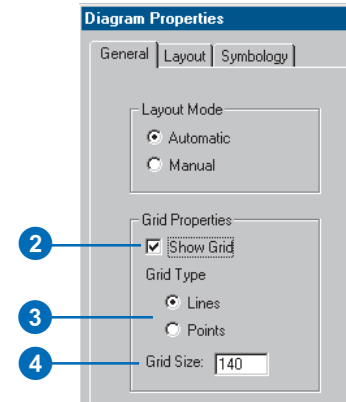 Diagram Properties
General Layout Symbology
Layout Mode
Automatic
Manual
Grid Properties
2 Show Grid
Grid Type
Lines
3
Points
4 Grid Size: 140